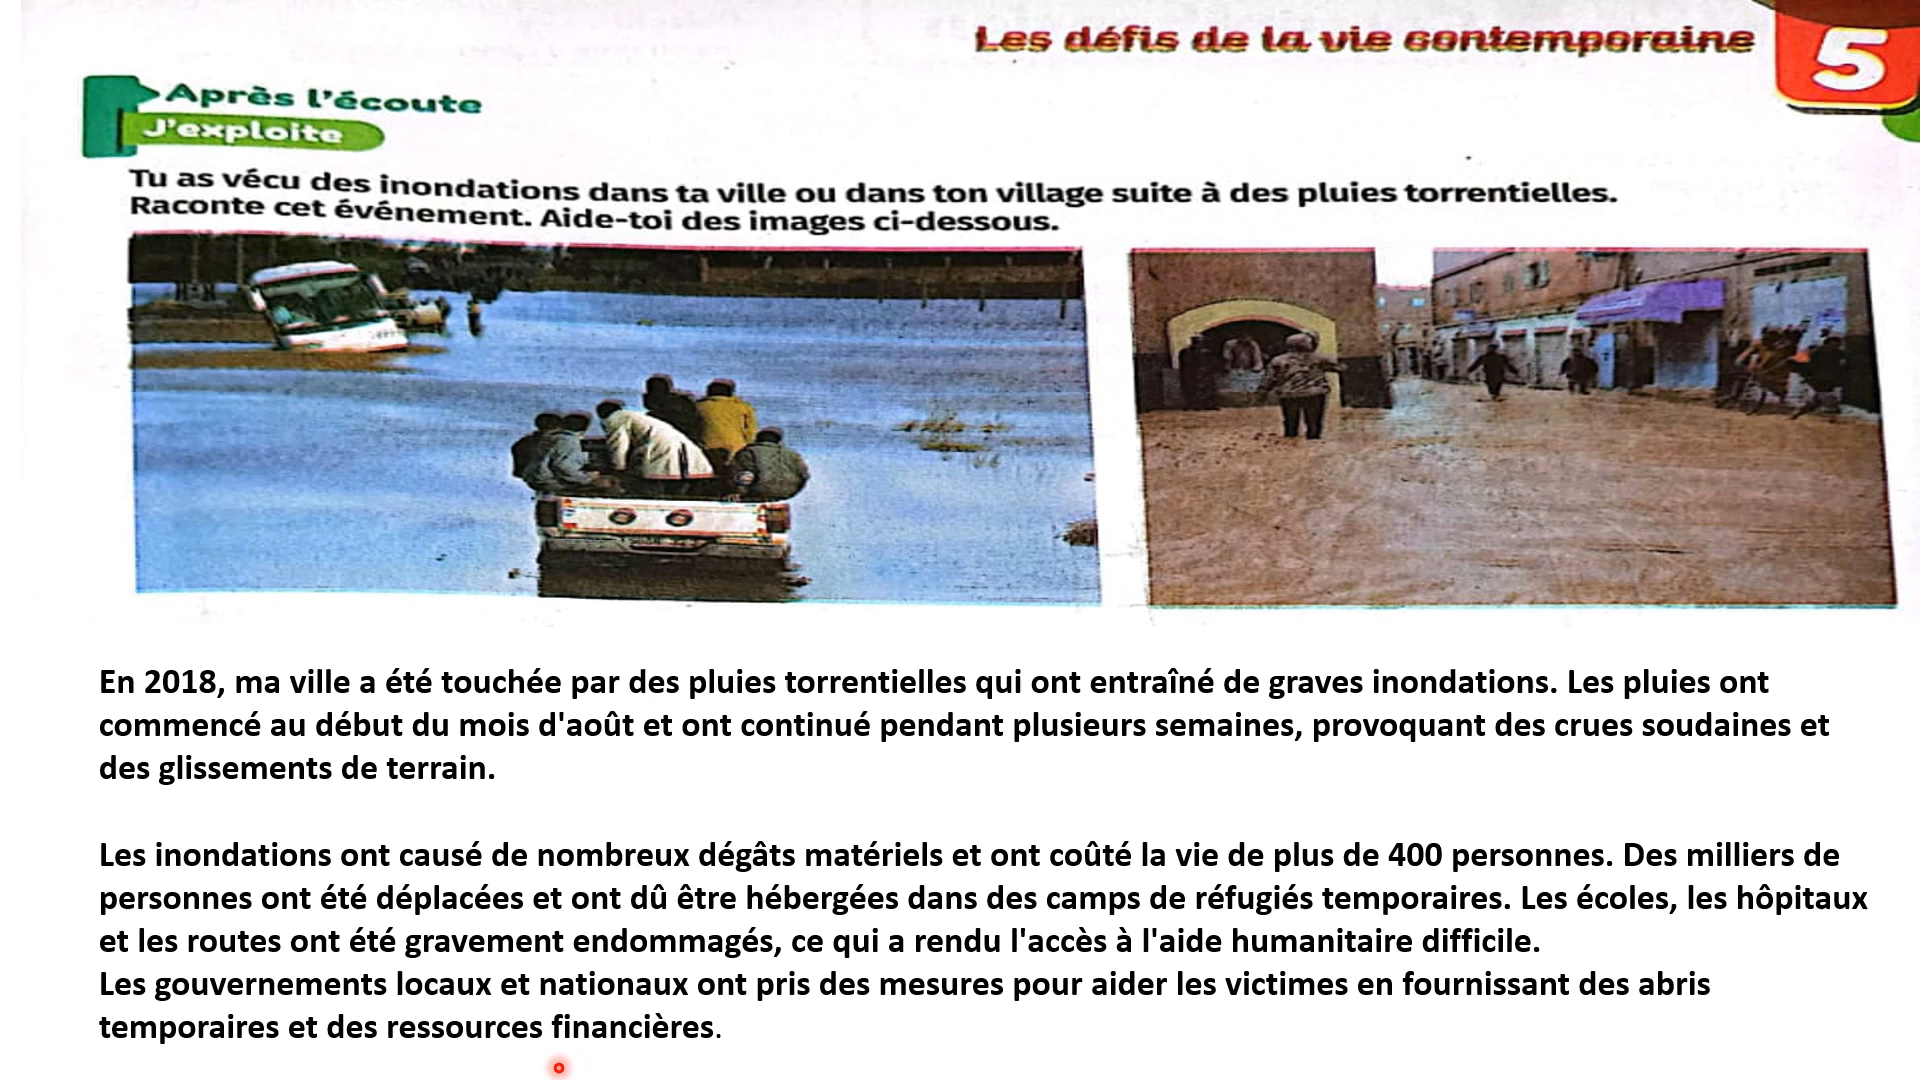 Les défis de la vie contemporaine
5
Après l'écoute
J'exploite
Tu as vécu des inondations dans ta ville ou dans ton village suite à des pluies torrentielles.
Raconte cet événement. Aide-toi des images ci-dessous.
En 2018, ma ville a été touchée par des pluies torrentielles qui ont entraîné de graves inondations. Les pluies ont
commencé au début du mois d'août et ont continué pendant plusieurs semaines, provoquant des crues soudaines et
des glissements de terrain.
Les inondations ont causé de nombreux dégâts matériels et ont coûté la vie de plus de 400 personnes. Des milliers de
personnes ont été déplacées et ont dû être hébergées dans des camps de réfugiés temporaires. Les écoles, les hôpitaux
et les routes ont été gravement endommagés, ce qui a rendu l'accès à l'aide humanitaire difficile.
Les gouvernements locaux et nationaux ont pris des mesures pour aider les victimes en fournissant des abris
temporaires et des ressources financières.